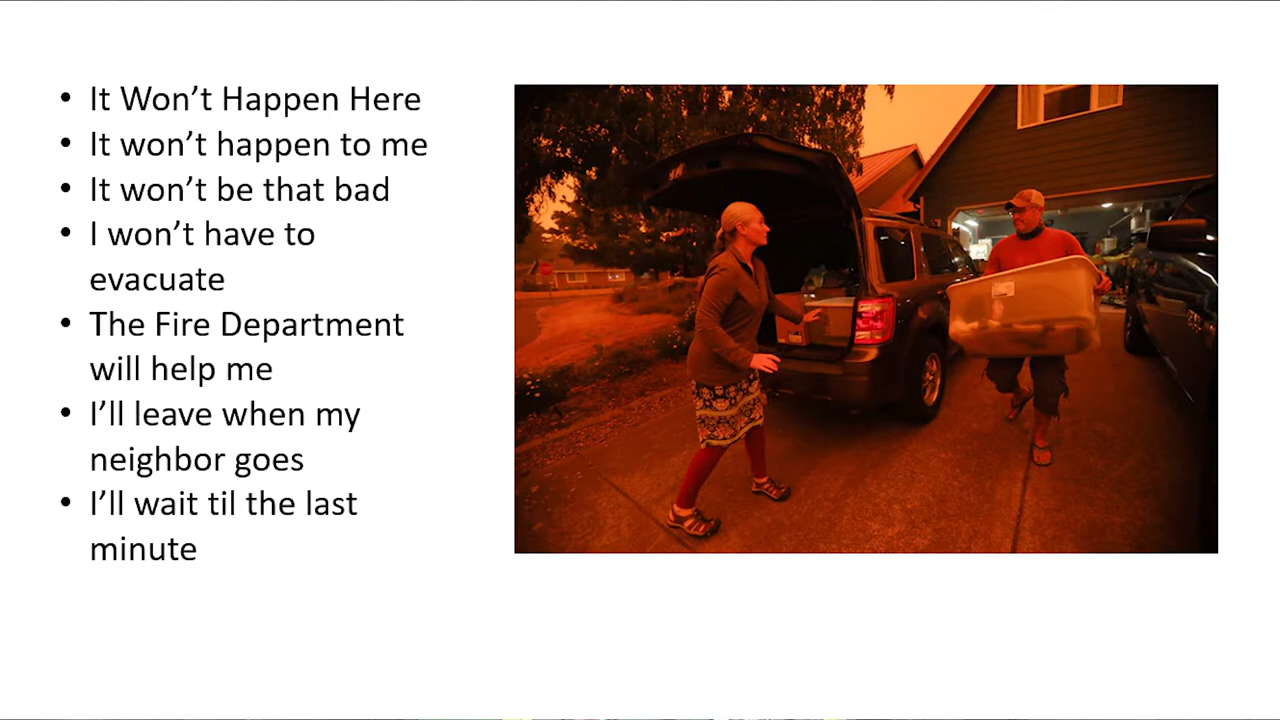 • It Won’t Happen Here
• It won’t happen to me
• It won’t be that bad
• I won’t have to
evacuate
• The Fire Department
will help me
• I’ll leave when my
neighbor goes
• I’ll wait til the last
minute